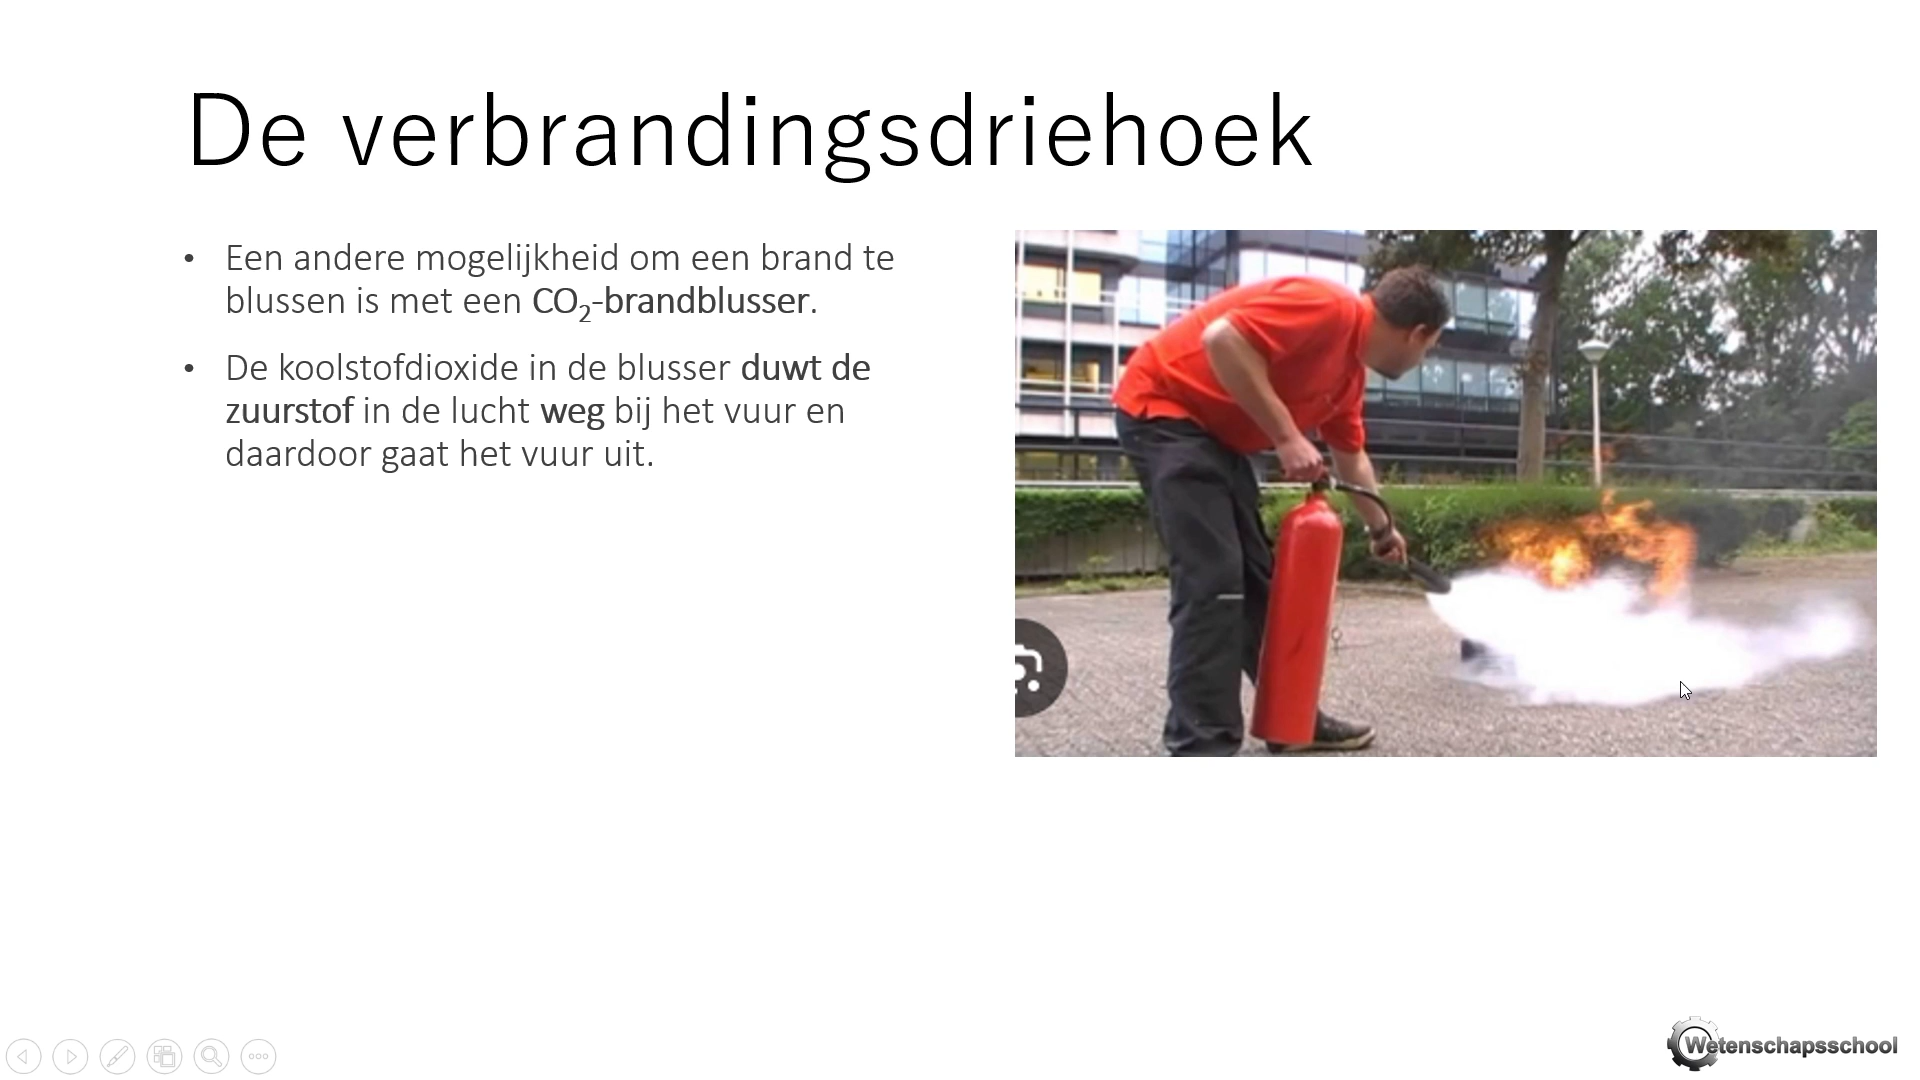 De verbrandingsdriehoek
• Een andere mogelijkheid om een brand te
blussen is met een CO₂-brandblusser.
• De koolstofdioxide in de blusser duwt de
zuurstof in de lucht weg bij het vuur en
daardoor gaat het vuur uit.
Wetenschapsschool